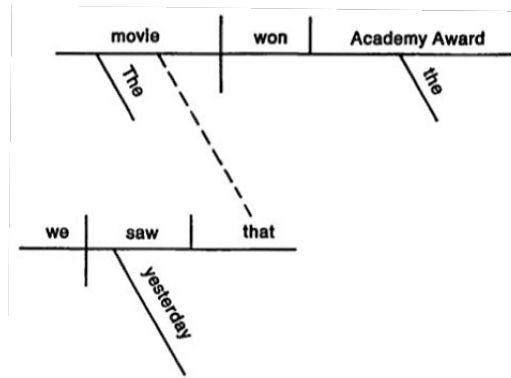 movie won Academy Award
The the
we saw that
yesterday